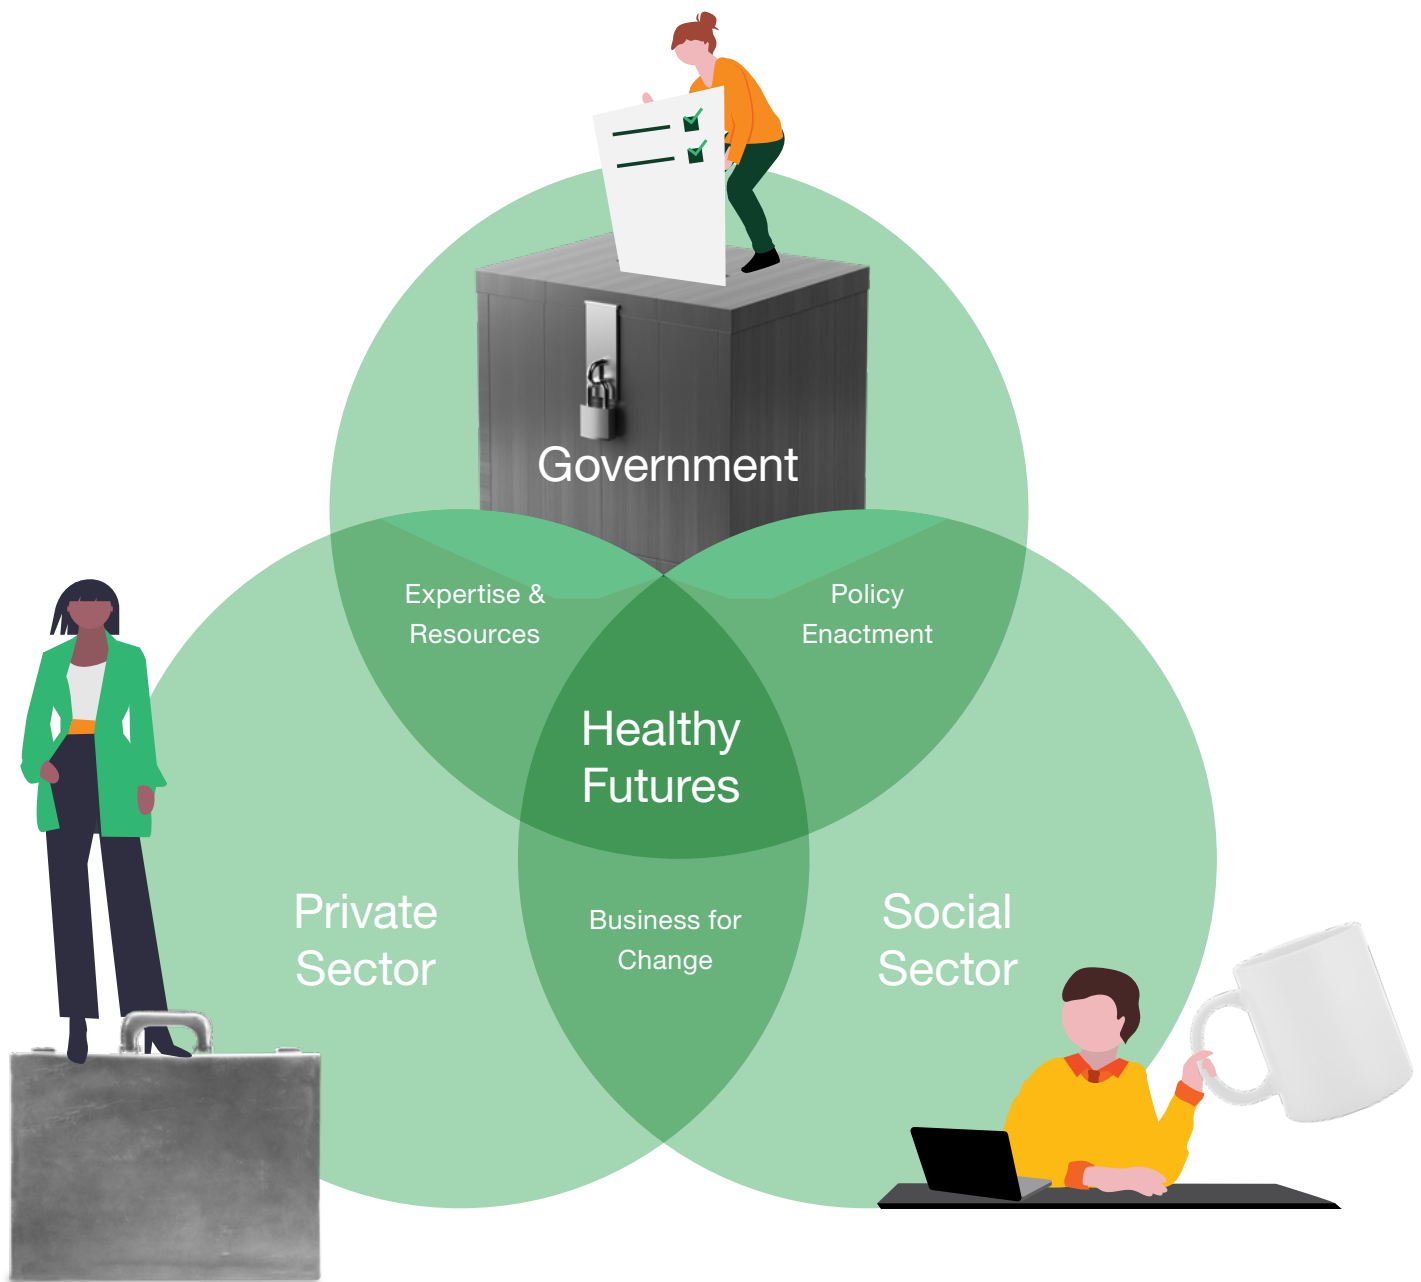 Government
Expertise &
Resources
Policy
Enactment
Healthy
Futures
Private
Sector
Business for
Change
Social
Sector